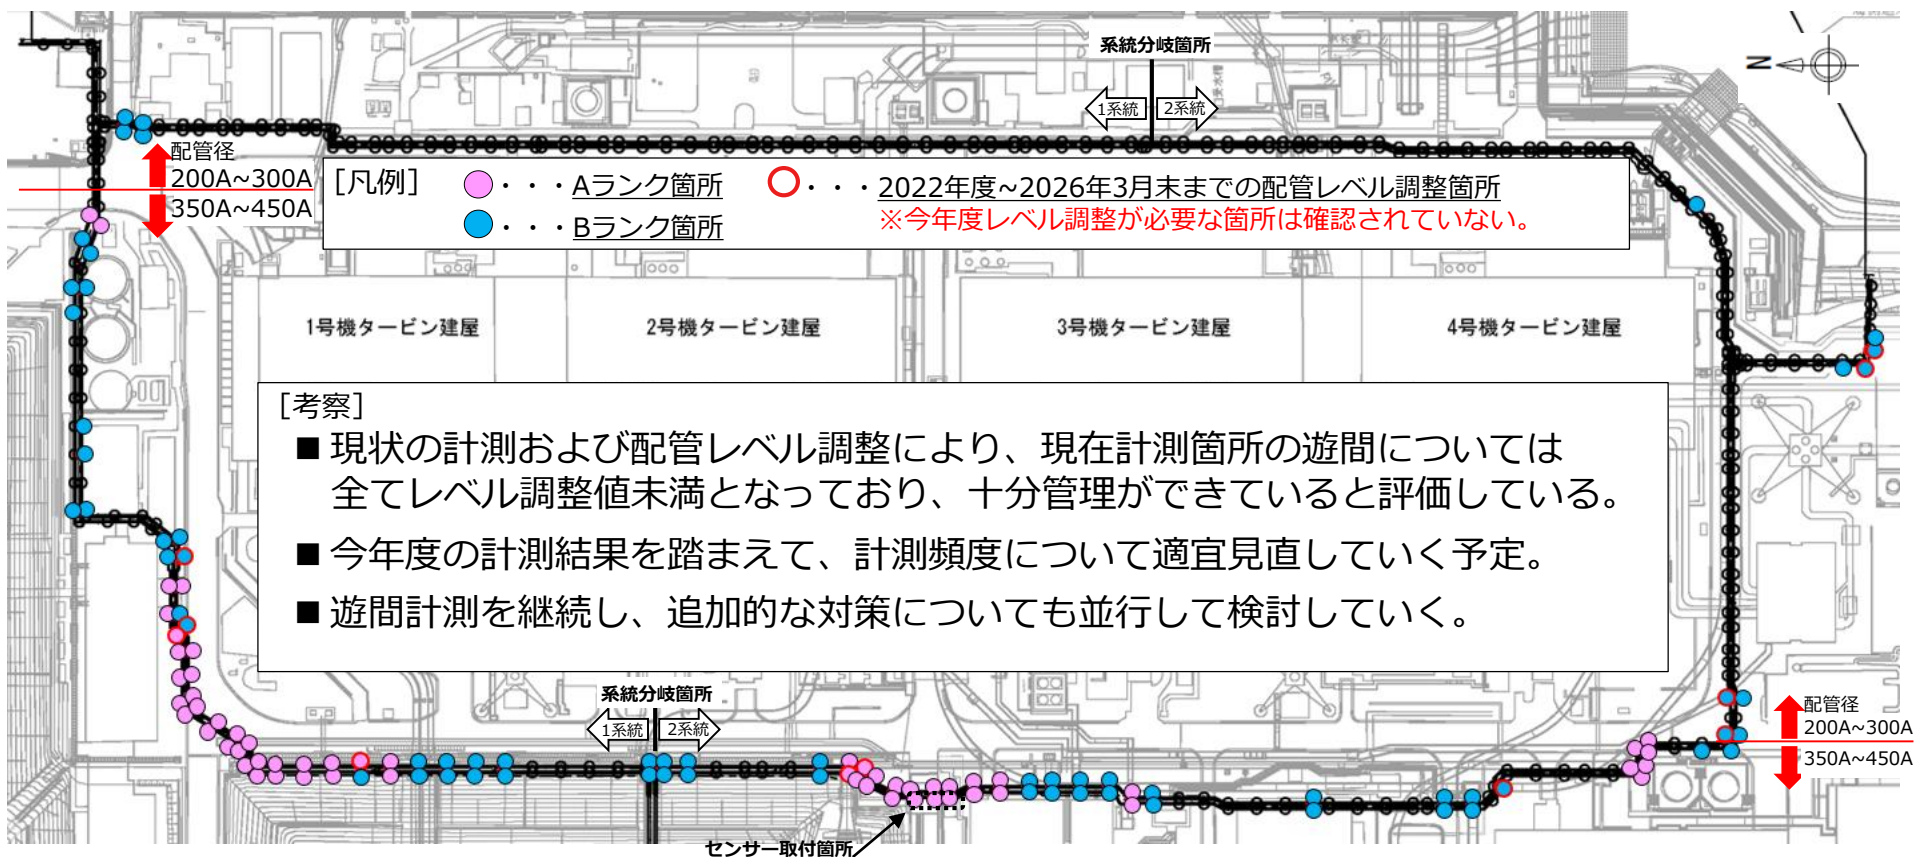 系統分岐箇所
1系統
2系統
N
配管径
200A~300A
350A~450A
[凡例]
・・・Aランク箇所
・・・Bランク箇所
・・・2022年度~2026年3月末までの配管レベル調整箇所
※今年度レベル調整が必要な箇所は確認されていない。
1号機タービン建屋
2号機タービン建屋
3号機タービン建屋
4号機タービン建屋
[考察]
■ 現状の計測および配管レベル調整により、現在計測箇所の遊間については
全てレベル調整値未満となっており、十分管理ができていると評価している。
■ 今年度の計測結果を踏まえて、計測頻度について適宜見直していく予定。
■ 遊間計測を継続し、追加的な対策についても並行して検討していく。
系統分岐箇所
1系統
2系統
配管径
200A~300A
350A~450A
センサー取付箇所